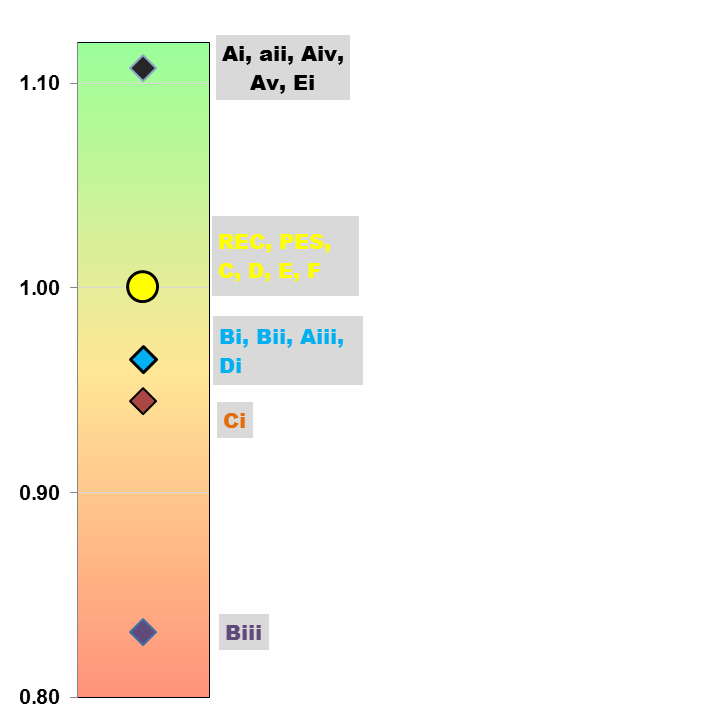 Ai, aii, Aiv,
Av, Ei
1.10
REC, PES,
C, D, E, F
1.00
Bi, Bii, Aiii,
Di
Ci
0.90
Biii
0.80